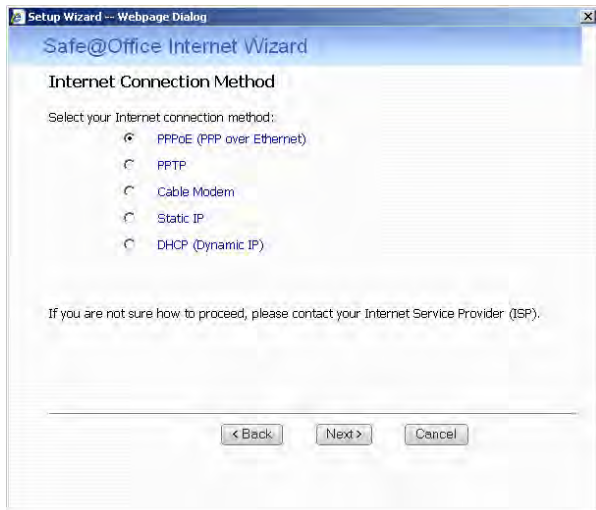 Setup Wizard -- Webpage Dialog
Safe@Office Internet Wizard
Internet Connection Method
Select your Internet connection method:
PPPoE (PPP over Ethernet)
PPTP
Cable Modem
Static IP
DHCP (Dynamic IP)
If you are not sure how to proceed, please contact your Internet Service Provider (ISP).
< Back Next > Cancel